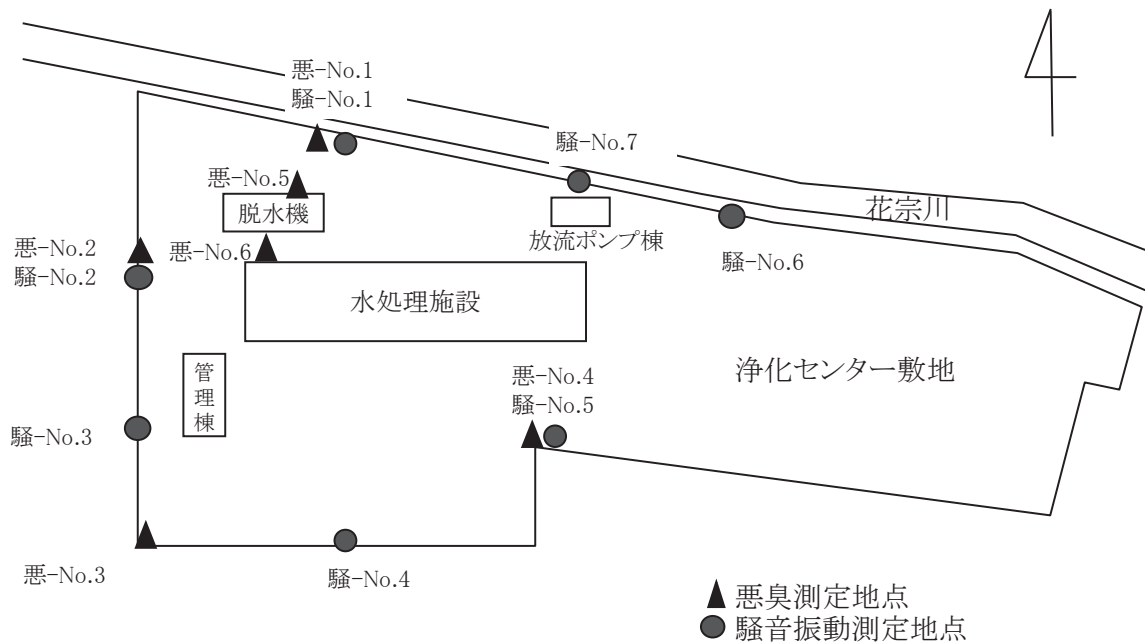 悪-No.1
騒-No.1
騒-No.7
悪-No.5
脱水機
花宗川
放流ポンプ棟
悪-No.2
悪-No.6
騒-No.2
騒-No.6
水処理施設
管理棟
悪-No.4
騒-No.5
浄化センター敷地
騒-No.3
悪-No.3
騒-No.4
悪臭測定地点
騒音振動測定地点